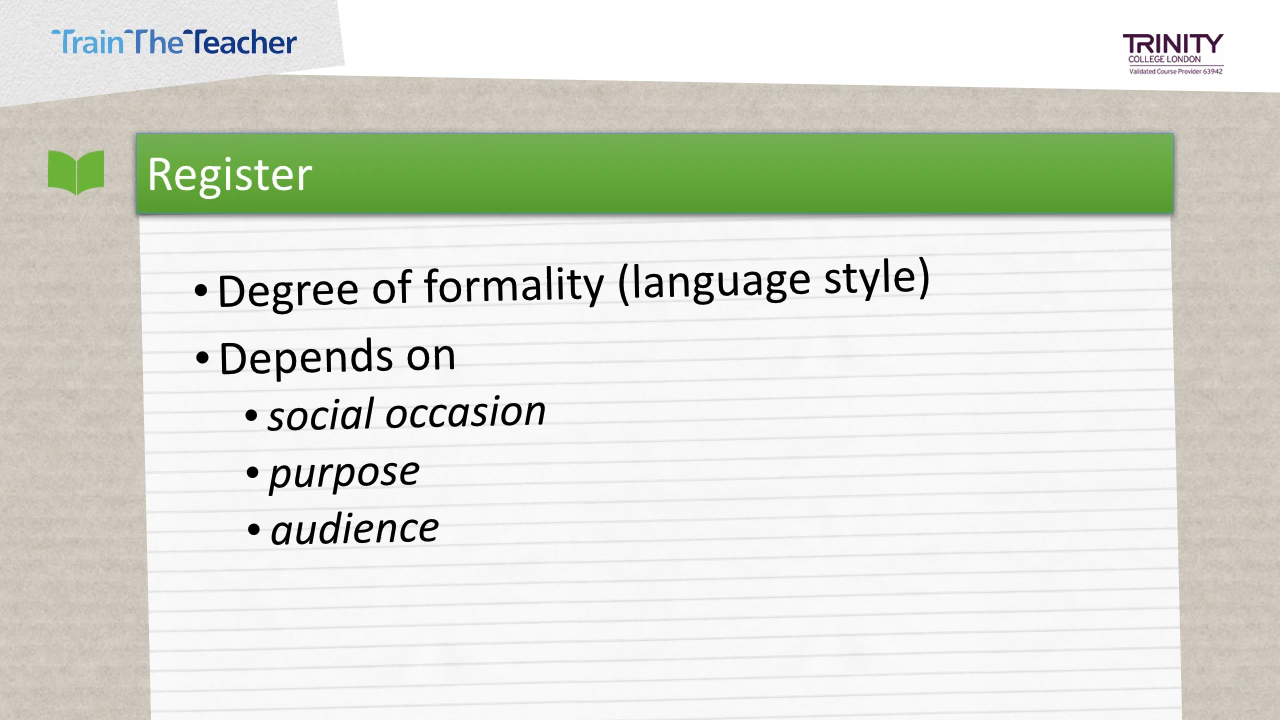 TrainTheTeacher
TRINITY
COLLEGE LONDON
Validated Course Provider 63942
Register
• Degree of formality (language style)
• Depends on
• social occasion
• purpose
• audience